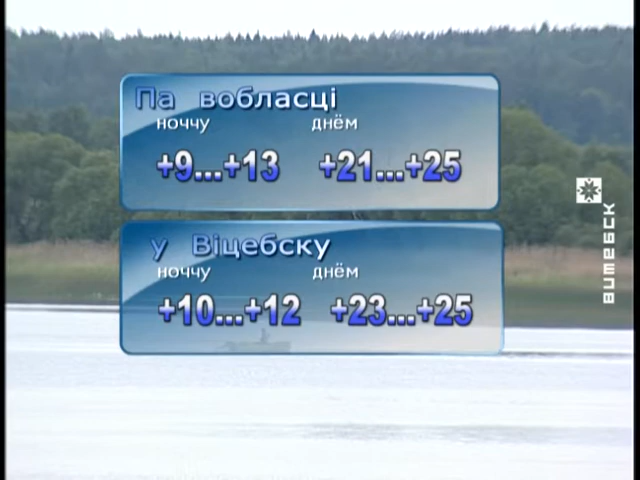 Па вобласці
ноччу днём
+9...+13 +21...+25
у Віцебску
ноччу днём
+10...+12 +23...+25
Витебск